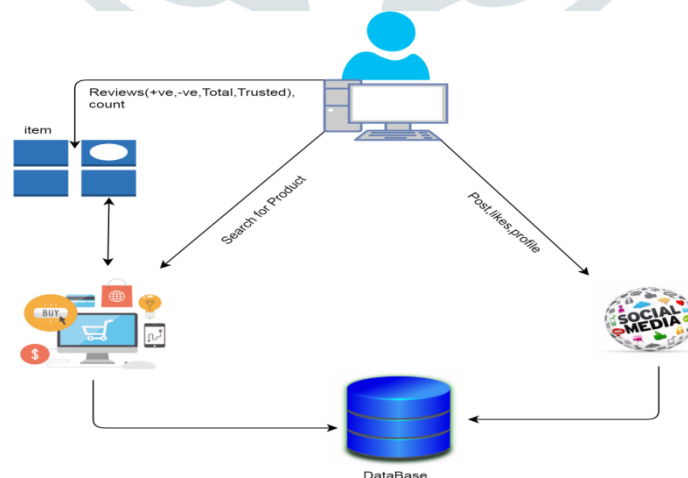 Reviews(+ve,-ve,Total,Trusted),
count
item
Search for Product
Post,likes,profile
BUY
$
SOCIAL
MEDIA
DataBase